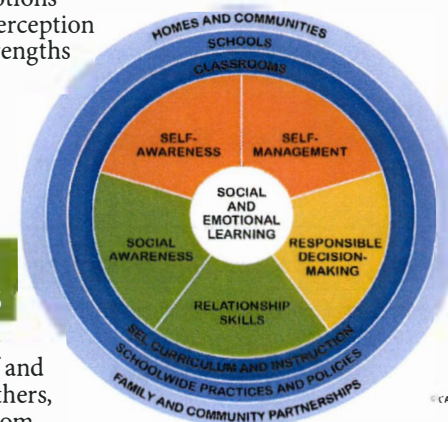 erception
rengths
HOMES AND COMMUNITIES
SCHOOLS
CLASSROOMS
SELF-
AWARENESS
SELF-
MANAGEMENT
SOCIAL
AND
EMOTIONAL
LEARNING
SOCIAL
AWARENESS
RESPONSIBLE
DECISION-
MAKING
RELATIONSHIP
SKILLS
SEL CURRICULUM AND INSTRUCTION
SCHOOLWIDE PRACTICES AND POLICIES
FAMILY AND COMMUNITY PARTNERSHIPS
and
thers,